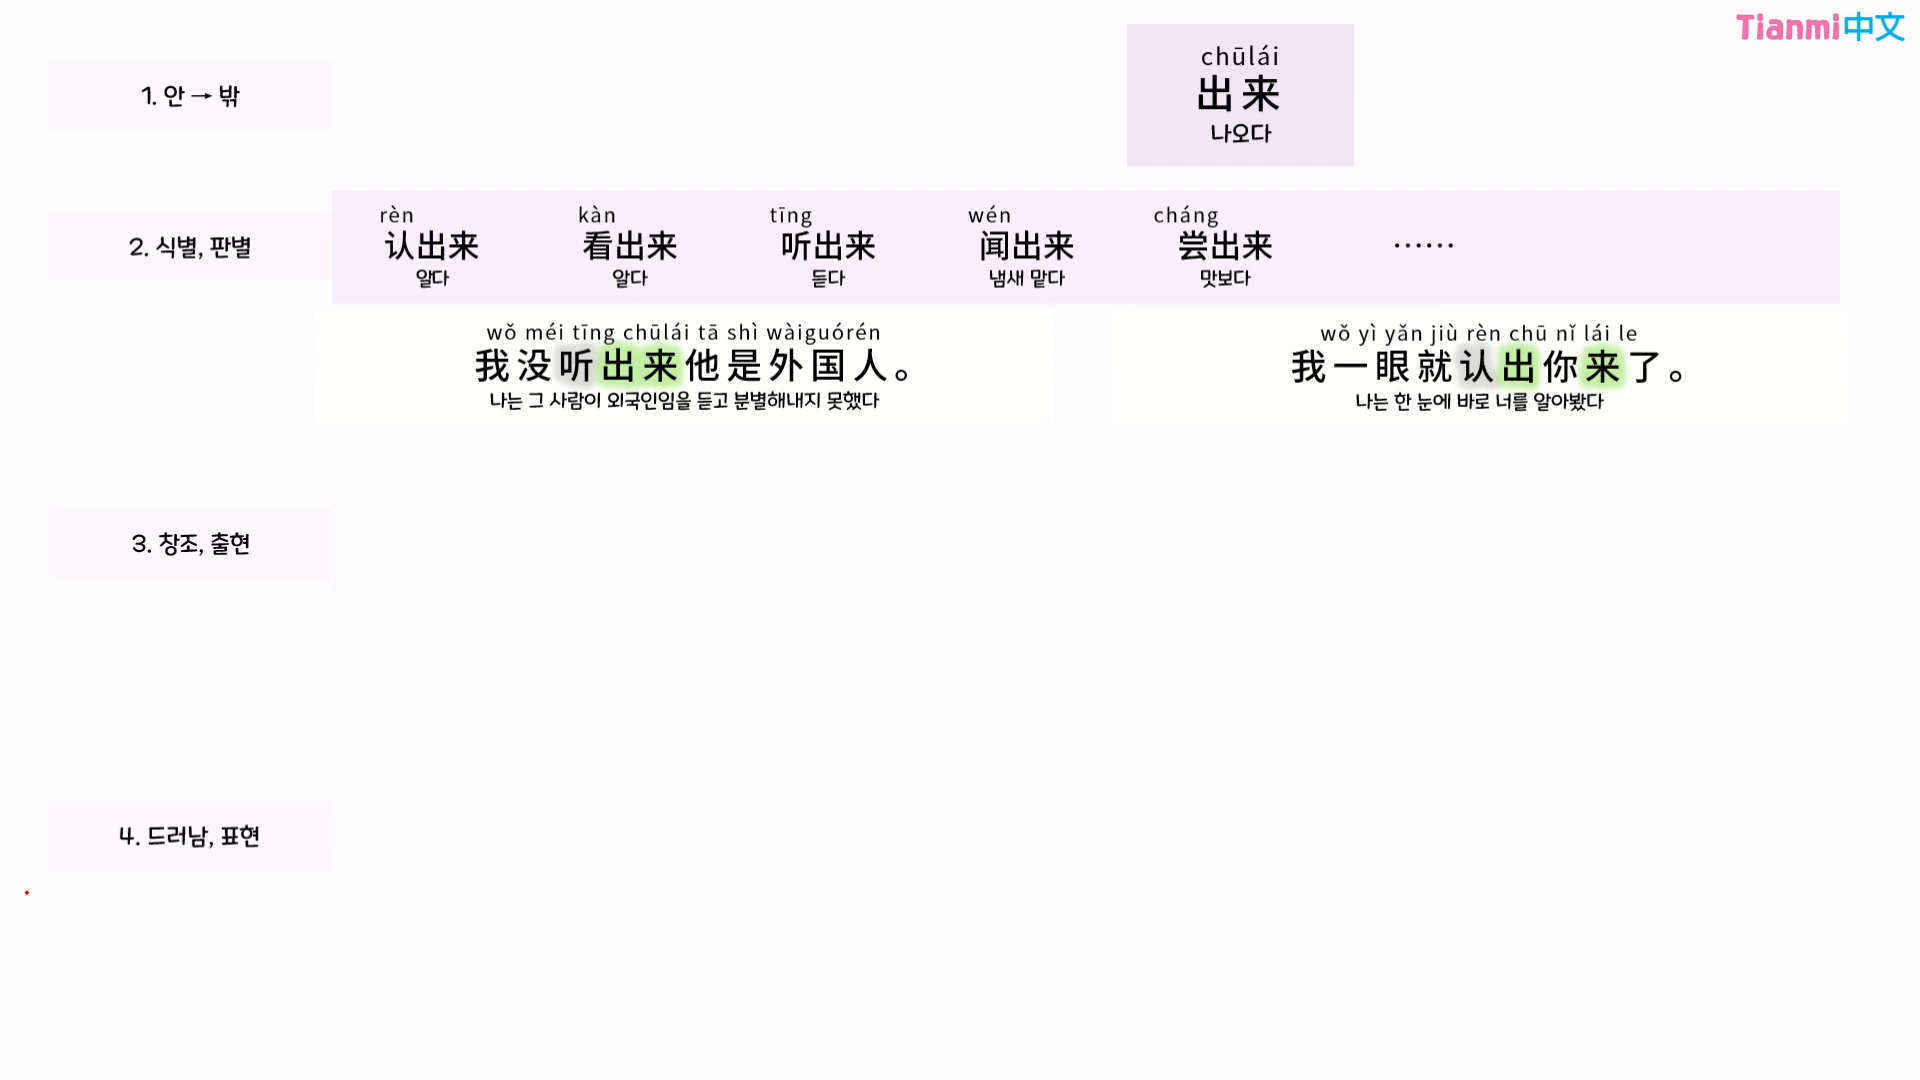 Tianmi中文
chūlái
出来
나오다
1. 안 → 밖
2. 식별, 판별
rèn kàn tīng wén cháng
认出来 看出来 听出来 闻出来 尝出来 ······
알다 알다 듣다 냄새 맡다 맛보다
wǒ méi tīng chūlái tā shì wàiguórén
我没听出来他是外国人。
나는 그 사람이 외국인임을 듣고 분별해내지 못했다
wǒ yì yǎn jiù rèn chū nǐ lái le
我一眼就认出你来了。
나는 한 눈에 바로 너를 알아봤다
3. 창조, 출현
4. 드러남, 표현